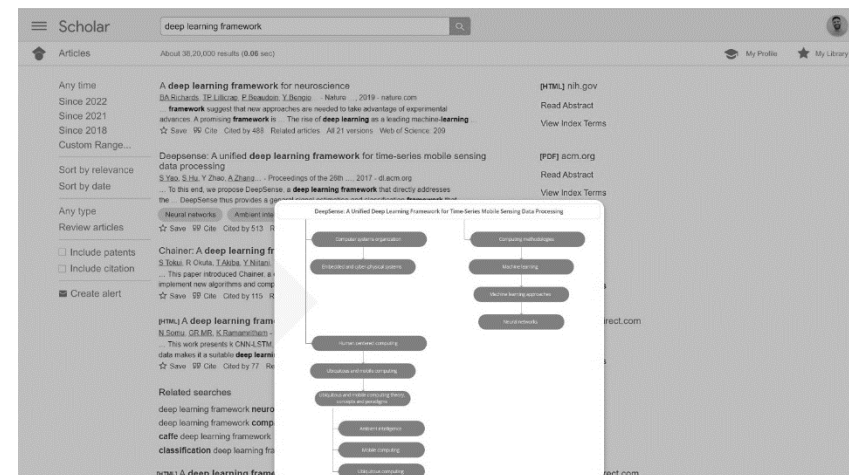 Scholar
deep learning framework
Articles
About 38,20,000 results (0.06 sec)
My Profile
My Library
Any time
Since 2022
Since 2021
Since 2018
Custom Range...
Sort by relevance
Sort by date
Any type
Review articles
Include patents
Include citation
Create alert
A deep learning framework for neuroscience
BA Richards, TP Lillicrap, P Beaudoin, Y Bengio... - Nature ..., 2019 - nature.com
... framework suggest that new approaches are needed to take advantage of experimental
advances. A promising framework is ... The rise of deep learning as a leading machine-learning ...
Save Cite Cited by 488 Related articles All 21 versions Web of Science: 209
[HTML] nih.gov
Read Abstract
View Index Terms
Deepsense: A unified deep learning framework for time-series mobile sensing
data processing
S Yao, S Hu, Y Zhao, A Zhang... - Proceedings of the 26th ..., 2017 - dl.acm.org
... To this end, we propose DeepSense, a deep learning framework that directly addresses
the ... DeepSense thus provides a general
Neural networks
Save Cite Cited by 513
[PDF] acm.org
Read Abstract
View Index Terms
Chainer: A deep learning
S Tokui, R Okuta, T Akiba, Y Niitani,
... This paper introduced Chainer, a
implement new algorithms and
Save Cite Cited by 115
[HTML] A deep learning
N Somu, GR MR, K Ramamritham -
... This work presents k CNN-LSTM,
data makes it a suitable deep
Save Cite Cited by 77
Related searches
deep learning framework
deep learning framework
caffe deep learning framework
classification deep learning
[HTML] A deep learning
DeepSense: A Unified Deep Learning Framework for Time-Series Mobile Sensing Data Processing
Computer systems organization
Embedded and cyber-physical systems
Human centered computing
Ubiquitous and mobile computing
Ubiquitous and mobile computing theory,
concepts and paradigms
Ambient intelligence
Mobile computing
Ubiquitous computing
Computing methodologies
Machine learning
Machine learning approaches
Neural networks